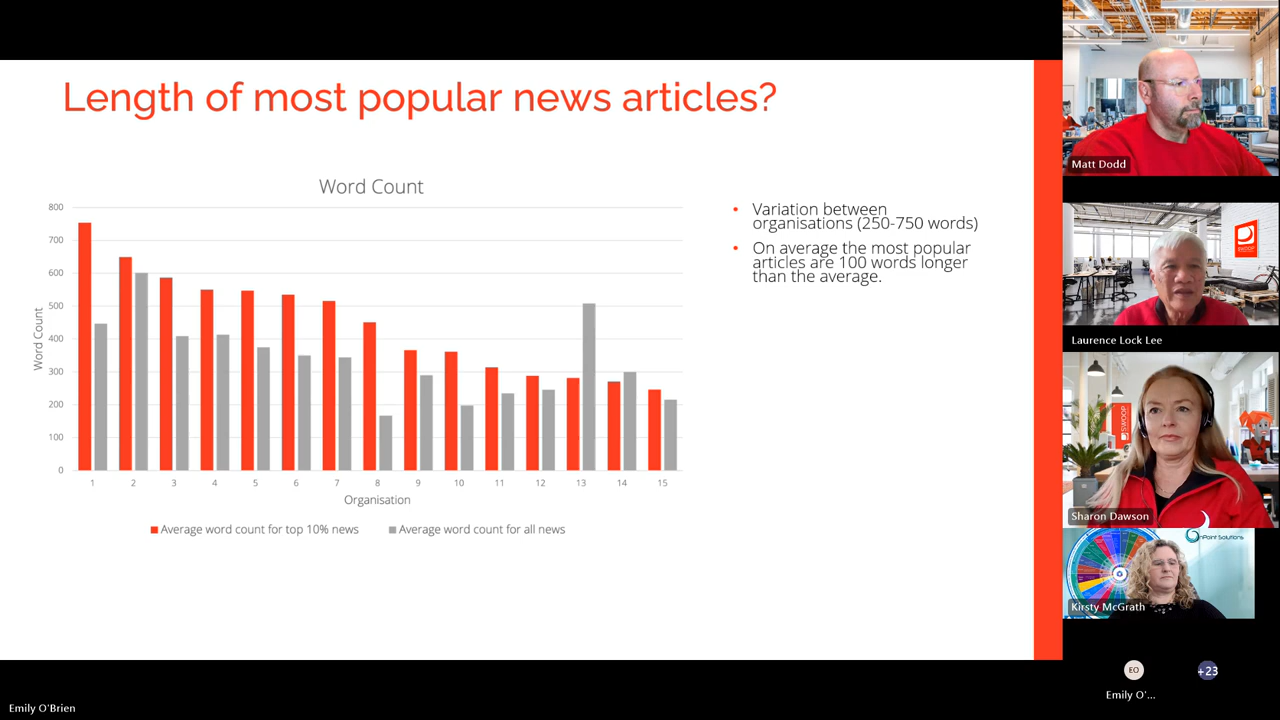 Length of most popular news articles?
Word Count
800
700
600
500
400
300
200
100
0
Word Count
1 2 3 4 5 6 7 8 9 10 11 12 13 14 15
Organisation
Average word count for top 10% news
Average word count for all news
• Variation between
organisations (250-750 words)
• On average the most popular
articles are 100 words longer
than the average.
Matt Dodd
SWOOP
Laurence Lock Lee
SWOOP
Sharon Dawson
nPoint Solutions
Kirsty McGrath
EO
+23
Emily O'...
Emily O'Brien